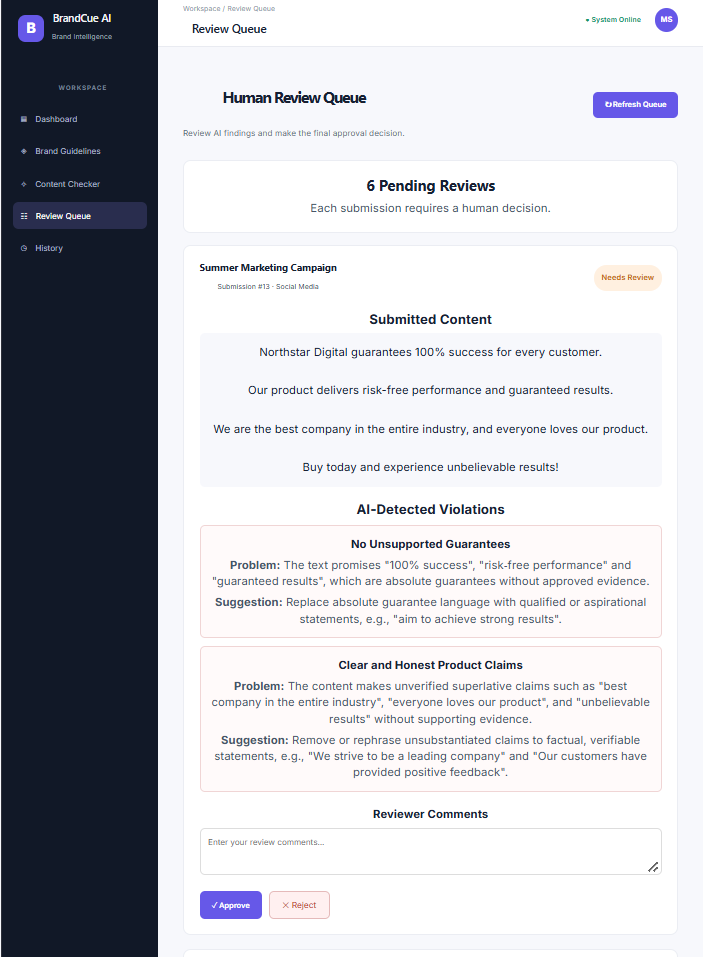 B
BrandCue AI
Brand Intelligence
WORKSPACE
Dashboard
Brand Guidelines
Content Checker
Review Queue
History
Workspace / Review Queue
Review Queue
● System Online
MS
Human Review Queue
↻ Refresh Queue
Review AI findings and make the final approval decision.
6 Pending Reviews
Each submission requires a human decision.
Summer Marketing Campaign
Submission #13 · Social Media
Needs Review
Submitted Content
Northstar Digital guarantees 100% success for every customer.
Our product delivers risk-free performance and guaranteed results.
We are the best company in the entire industry, and everyone loves our product.
Buy today and experience unbelievable results!
AI-Detected Violations
No Unsupported Guarantees
Problem: The text promises "100% success", "risk-free performance" and
"guaranteed results", which are absolute guarantees without approved evidence.
Suggestion: Replace absolute guarantee language with qualified or aspirational
statements, e.g., "aim to achieve strong results".
Clear and Honest Product Claims
Problem: The content makes unverified superlative claims such as "best
company in the entire industry", "everyone loves our product", and "unbelievable
results" without supporting evidence.
Suggestion: Remove or rephrase unsubstantiated claims to factual, verifiable
statements, e.g., "We strive to be a leading company" and "Our customers have
provided positive feedback".
Reviewer Comments
Enter your review comments...
✓ Approve
✕ Reject